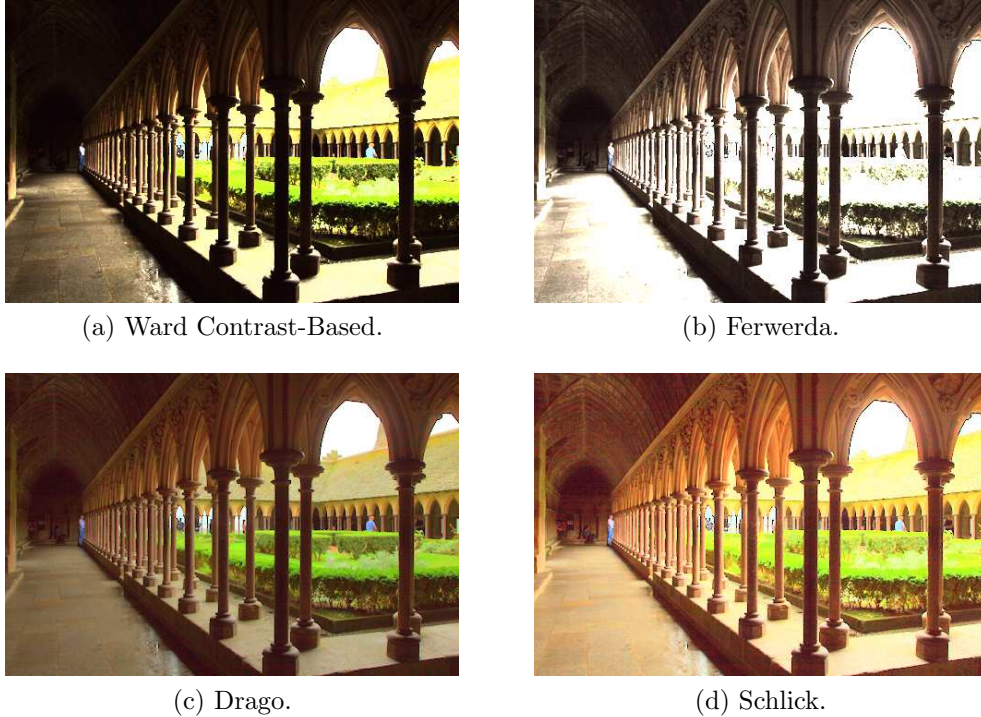 (a) Ward Contrast-Based.
(b) Ferwerda.
(c) Drago.
(d) Schlick.